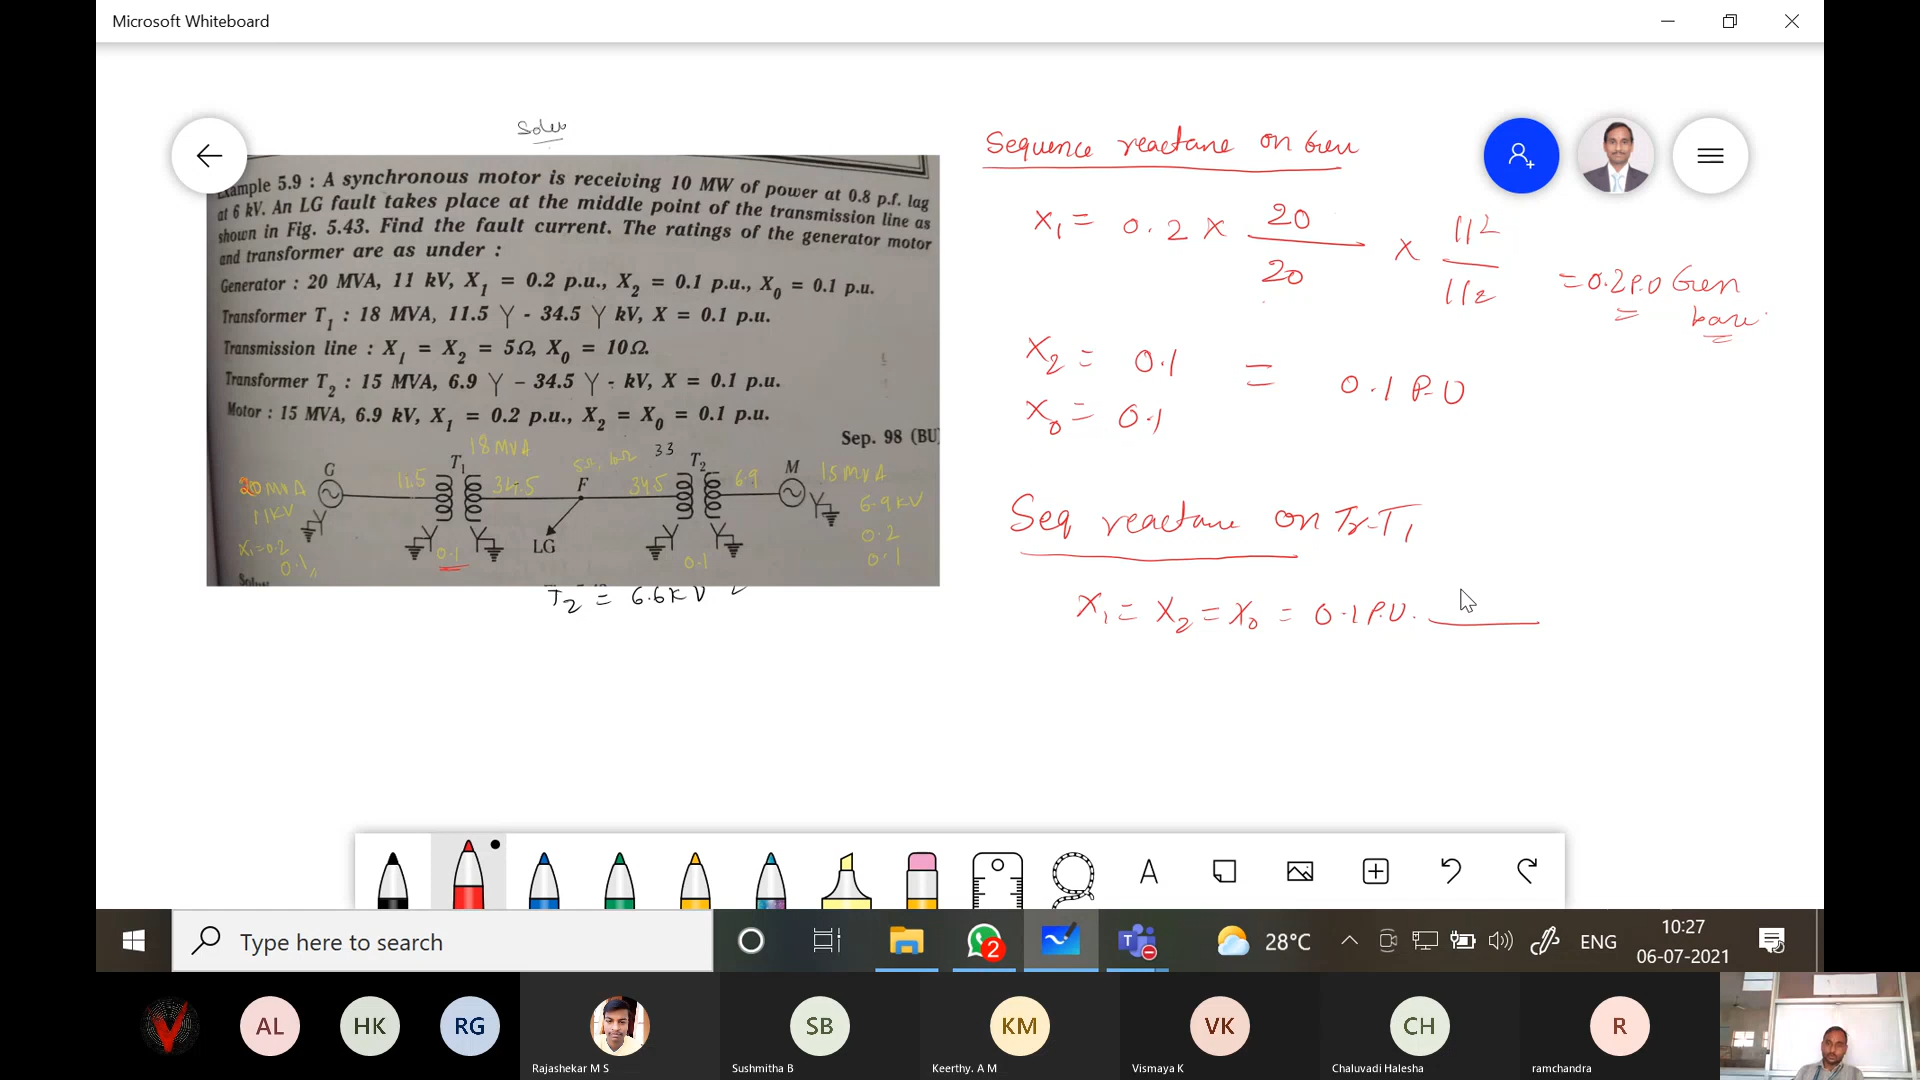 Microsoft Whiteboard
Soln
Example 5.9 : A synchronous motor is receiving 10 MW of power at 0.8 p.f. lag
at 6 kV. An LG fault takes place at the middle point of the transmission line as
shown in Fig. 5.43. Find the fault current. The ratings of the generator motor
and transformer are as under :
Generator : 20 MVA, 11 kV, X1 = 0.2 p.u., X2 = 0.1 p.u., X0 = 0.1 p.u.
Transformer T1 : 18 MVA, 11.5 Y - 34.5 Y kV, X = 0.1 p.u.
Transmission line : X1 = X2 = 5Ω, X0 = 10Ω.
Transformer T2 : 15 MVA, 6.9 Y - 34.5 Y - kV, X = 0.1 p.u.
Motor : 15 MVA, 6.9 kV, X1 = 0.2 p.u., X2 = X0 = 0.1 p.u.
Sep. 98 (BU)
18 MVA
5Ω, 10Ω 33
G T1 F T2 M
20 MVA 11.5 34.5 34.5 6.9 15 MVA
11KV 6.9 KV
X1=0.2 LG 0.2
0.1, 0.1 0.1 0.1
T2 = 6.6KV
Sequence reactane on Gen
X1 = 0.2 x 20/20 x 11²/11² = 0.2 P.U Gen
base
X2 = 0.1 = 0.1 P.U
X0 = 0.1
Seq reactane on Tr-T1
X1 = X2 = X0 = 0.1 P.U.
A
Type here to search
2
28°C
ENG
10:27
06-07-2021
AL
HK
RG
SB
KM
VK
CH
R
Rajashekar M S
Sushmitha B
Keerthy. A M
Vismaya K
Chaluvadi Halesha
ramchandra